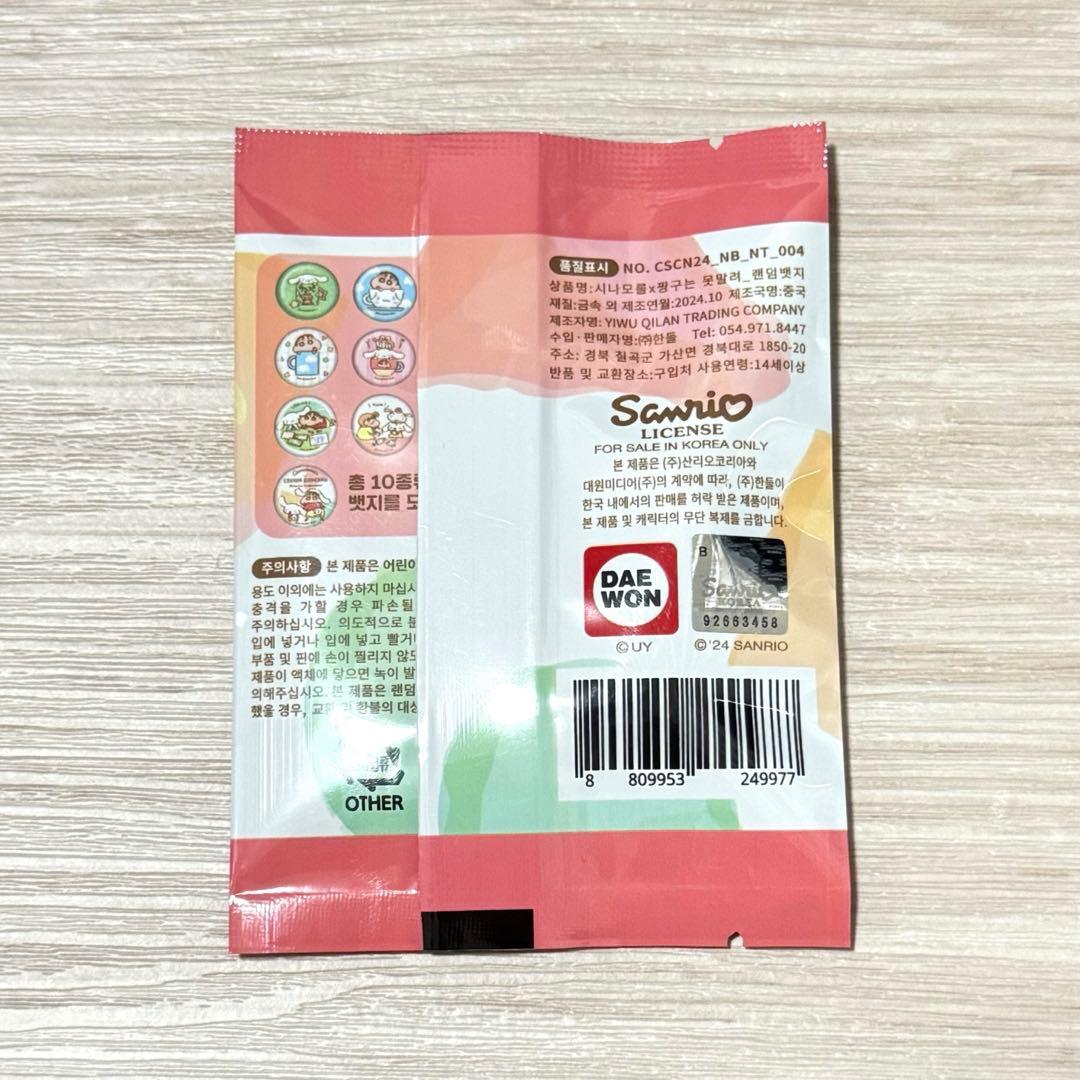 품질표시 NO. CSCN24_NB_NT_004
상품명:시나모롤x짱구는 못말려_랜덤뱃지
재질:금속 외 제조연월:2024.10 제조국명:중국
제조자명: YIWU QILAN TRADING COMPANY
수입·판매자명:㈜한들 Tel: 054.971.8447
주소: 경북 칠곡군 가산면 경북대로 1850-20
반품 및 교환장소:구입처 사용연령:14세이상
Sanrio
LICENSE
FOR SALE IN KOREA ONLY
본 제품은 (주)산리오코리아와
대원미디어(주)의 계약에 따라, (주)한들이
한국 내에서의 판매를 허락 받은 제품이며,
본 제품 및 캐릭터의 무단 복제를 금합니다.
DAE
WON
B
Sanrio
KOREA
92663458
© UY
© '24 SANRIO
8 809953 249977
총 10종류
뱃지를 모
주의사항 본 제품은 어린이
용도 이외에는 사용하지 마십시
충격을 가할 경우 파손될
주의하십시오. 의도적으로
입에 넣거나 입에 넣고 빨거나
부품 및 핀에 손이 찔리지 않도
제품이 액체에 닿으면 녹이 발
의해주십시오. 본 제품은 랜덤
했을 경우, 교환 및 환불의 대상
OTHER